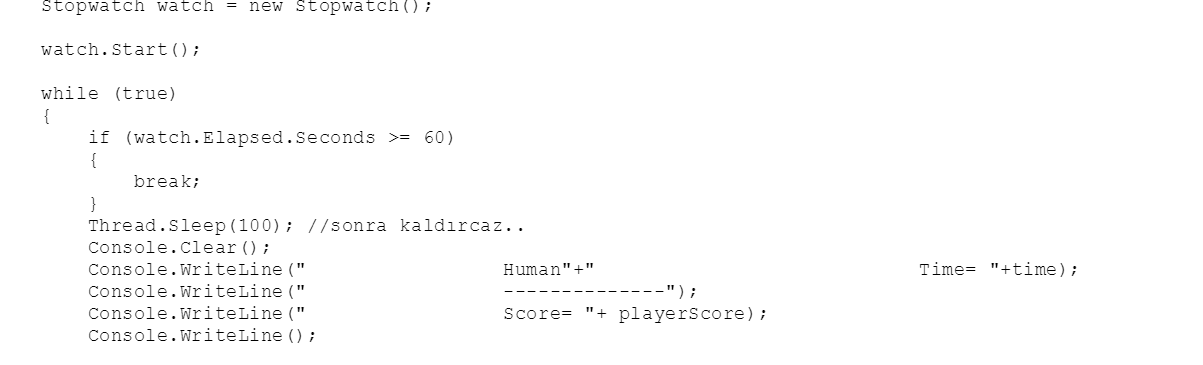 Stopwatch watch = new Stopwatch();
watch.Start();
while (true)
{
    if (watch.Elapsed.Seconds >= 60)
    {
        break;
    }
    Thread.Sleep(100); //sonra kaldırcaz..
    Console.Clear();
    Console.WriteLine("                 Human"+"                            Time= "+time);
    Console.WriteLine("                 --------------");
    Console.WriteLine("                 Score= "+ playerScore);
    Console.WriteLine();